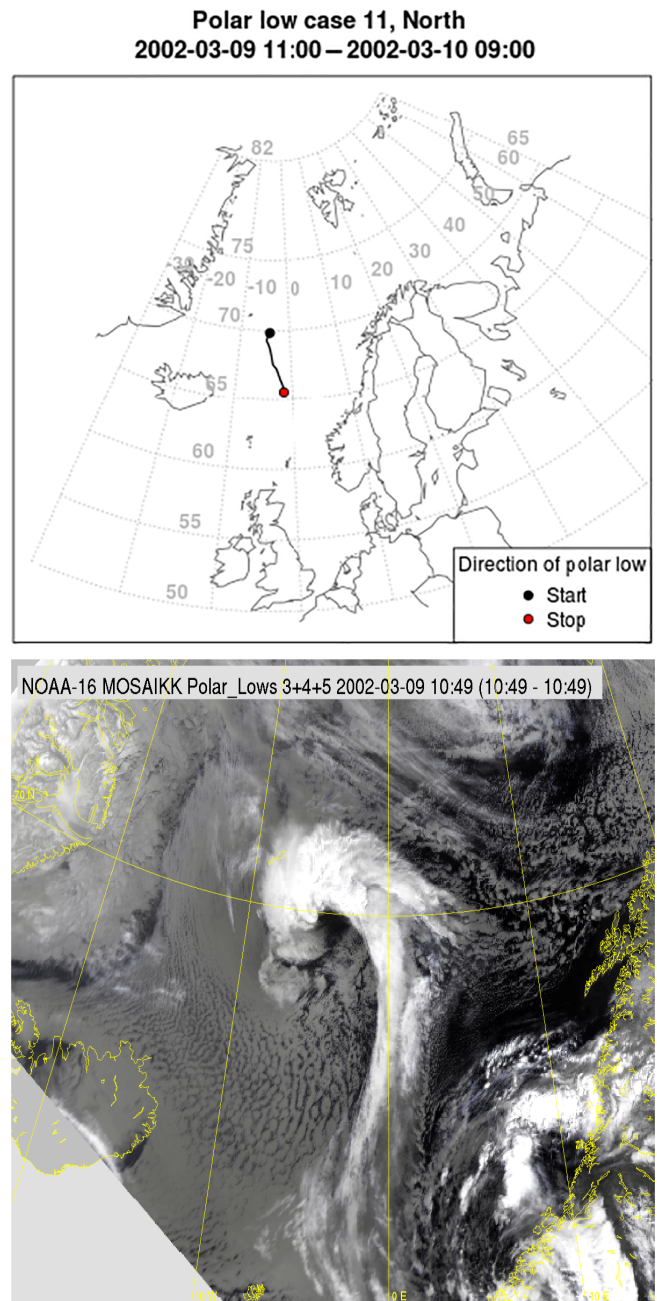 Polar low case 11, North
2002-03-09 11:00 – 2002-03-10 09:00
82
65
60
50
40
30
20
10
0
-10
-20
-30
75
70
65
60
55
50
Direction of polar low
Start
Stop
NOAA-16 MOSAIKK Polar_Lows 3+4+5 2002-03-09 10:49 (10:49 - 10:49)
70 N
0 E